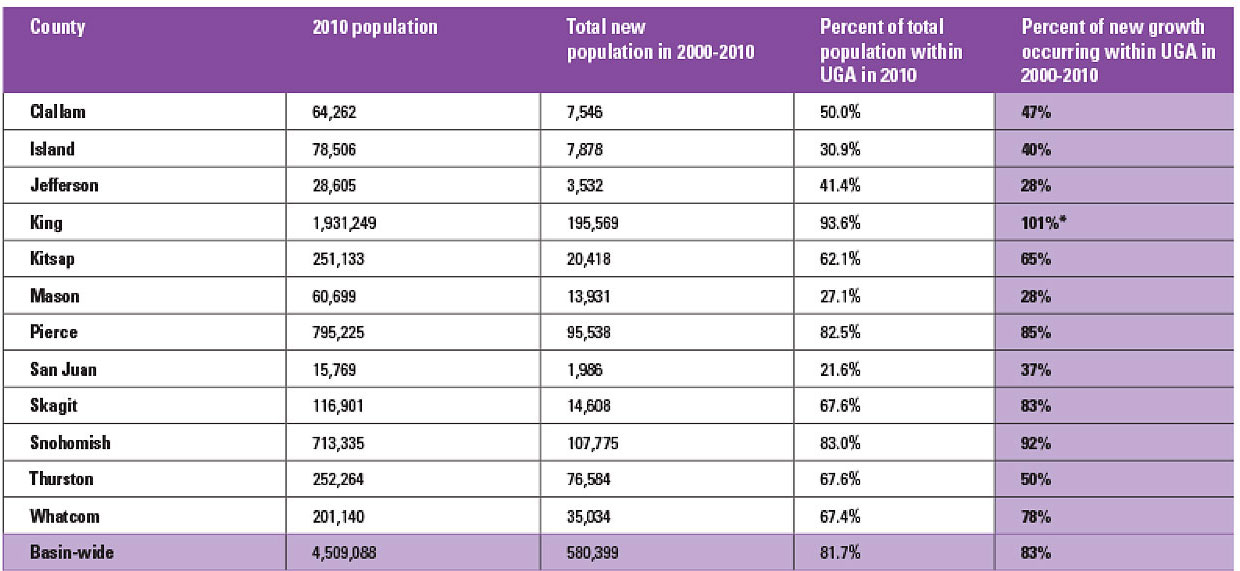 County 2010 population Total new Percent of total Percent of new growth
population in 2000-2010 population within occurring within UGA in
UGA in 2010 2000-2010
Clallam 64,262 7,546 50.0% 47%
Island 78,506 7,878 30.9% 40%
Jefferson 28,605 3,532 41.4% 28%
King 1,931,249 195,569 93.6% 101%*
Kitsap 251,133 20,418 62.1% 65%
Mason 60,699 13,931 27.1% 28%
Pierce 795,225 95,538 82.5% 85%
San Juan 15,769 1,986 21.6% 37%
Skagit 116,901 14,608 67.6% 83%
Snohomish 713,335 107,775 83.0% 92%
Thurston 252,264 76,584 67.6% 50%
Whatcom 201,140 35,034 67.4% 78%
Basin-wide 4,509,088 580,399 81.7% 83%